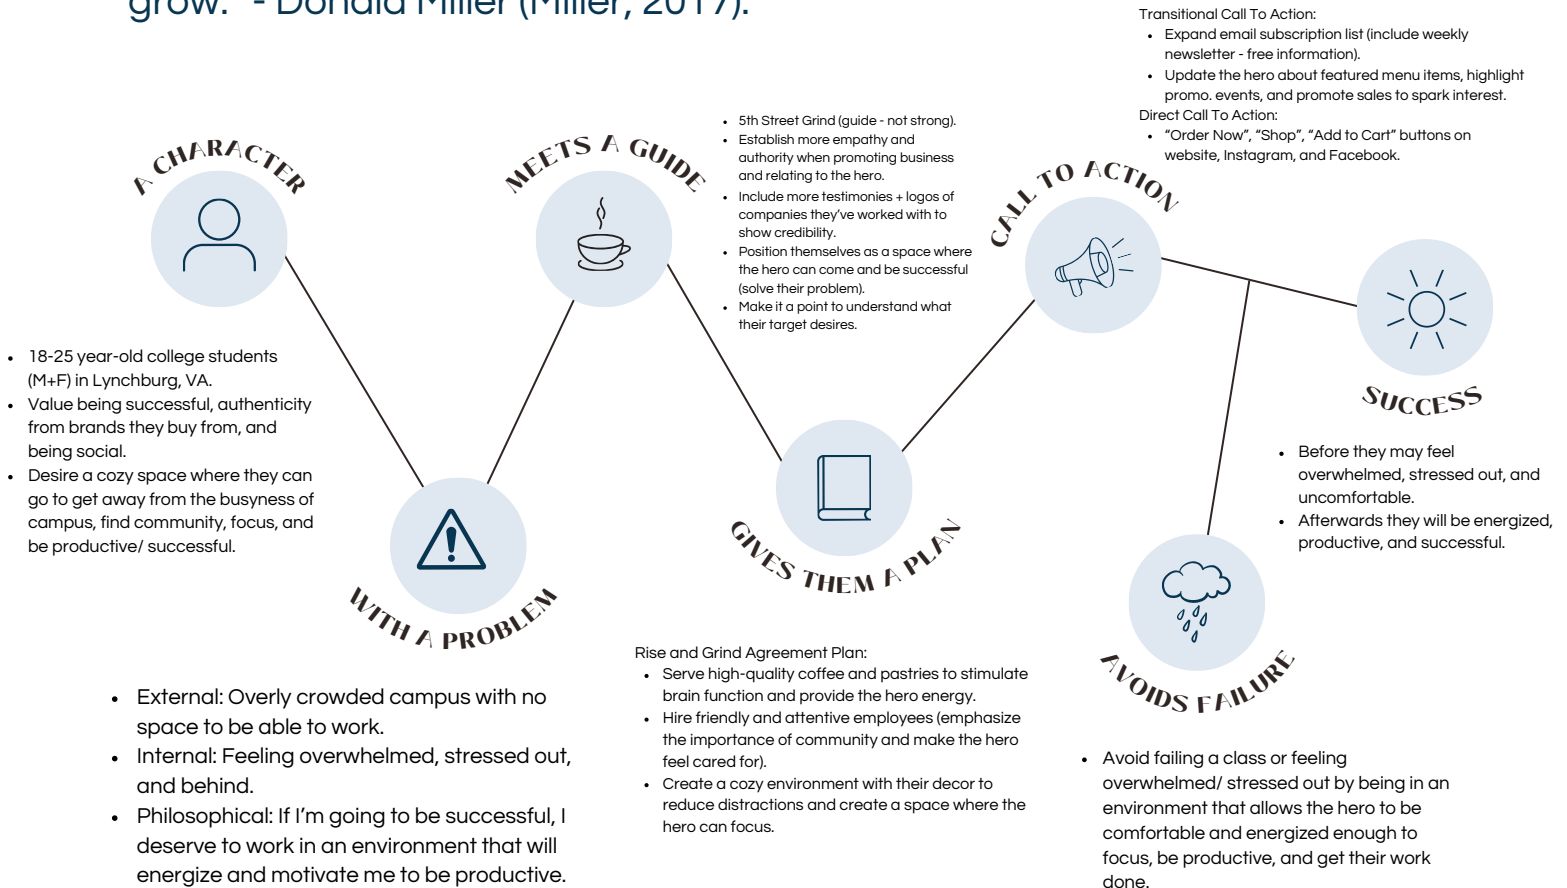 grow." - Donald Miller (Miller, 2017).
A CHARACTER
• 18-25 year-old college students
(M+F) in Lynchburg, VA.
• Value being successful, authenticity
from brands they buy from, and
being social.
• Desire a cozy space where they can
go to get away from the busyness of
campus, find community, focus, and
be productive/ successful.
WITH A PROBLEM
• External: Overly crowded campus with no
space to be able to work.
• Internal: Feeling overwhelmed, stressed out,
and behind.
• Philosophical: If I'm going to be successful, I
deserve to work in an environment that will
energize and motivate me to be productive.
MEETS A GUIDE
• 5th Street Grind (guide - not strong).
• Establish more empathy and
authority when promoting business
and relating to the hero.
• Include more testimonies + logos of
companies they've worked with to
show credibility.
• Position themselves as a space where
the hero can come and be successful
(solve their problem).
• Make it a point to understand what
their target desires.
GIVES THEM A PLAN
Rise and Grind Agreement Plan:
• Serve high-quality coffee and pastries to stimulate
brain function and provide the hero energy.
• Hire friendly and attentive employees (emphasize
the importance of community and make the hero
feel cared for).
• Create a cozy environment with their decor to
reduce distractions and create a space where the
hero can focus.
CALL TO ACTION
Transitional Call To Action:
• Expand email subscription list (include weekly
newsletter - free information).
• Update the hero about featured menu items, highlight
promo. events, and promote sales to spark interest.
Direct Call To Action:
• “Order Now”, “Shop”, “Add to Cart” buttons on
website, Instagram, and Facebook.
SUCCESS
• Before they may feel
overwhelmed, stressed out, and
uncomfortable.
• Afterwards they will be energized,
productive, and successful.
AVOIDS FAILURE
• Avoid failing a class or feeling
overwhelmed/ stressed out by being in an
environment that allows the hero to be
comfortable and energized enough to
focus, be productive, and get their work
done.